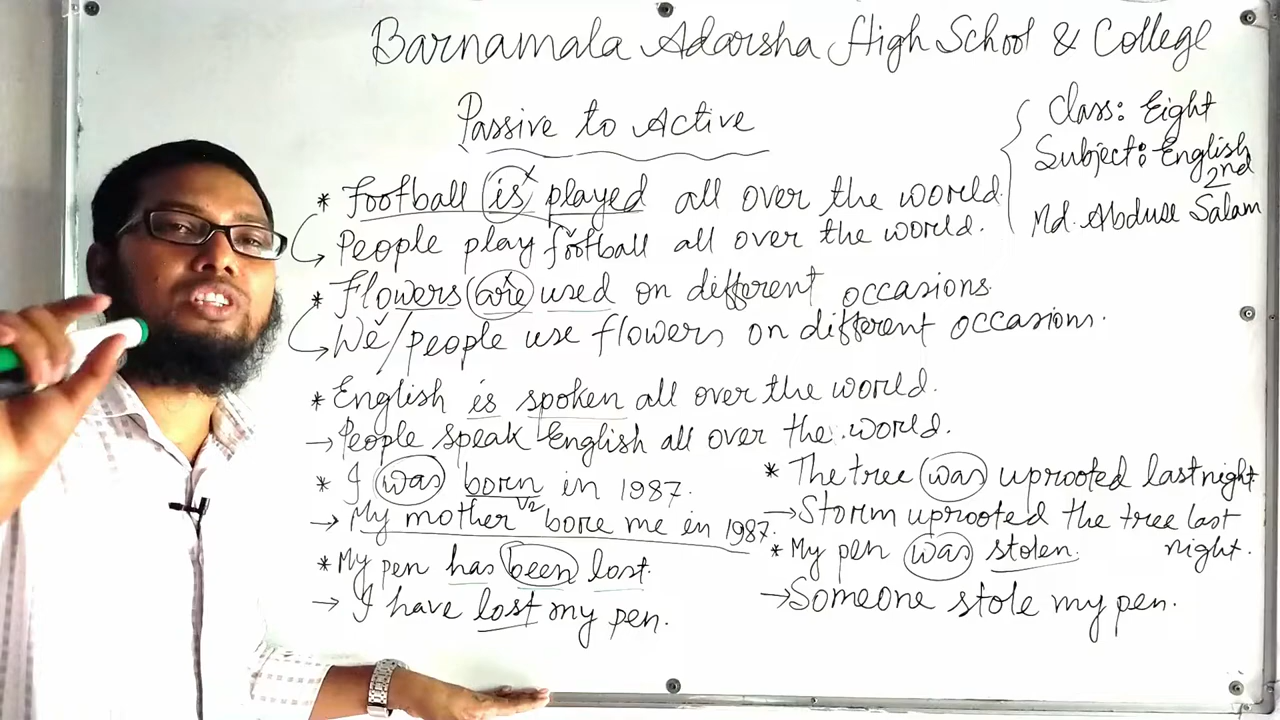 Barnamala Adarsha High School & College
Passive to Active
Class: Eight
Subject: English 2nd
Md. Abduse Salam
* Football is played all over the world.
People play football all over the world.
* Flowers are used on different occasions.
We/people use flowers on different occasions.
* English is spoken all over the world.
→ People speak English all over the world.
* I was born in 1987.
→ My mother V2 bore me in 1987.
* My pen has been lost.
→ I have lost my pen.
* The tree was uprooted last night.
→ Storm uprooted the tree last night.
* My pen was stolen.
→ Someone stole my pen.